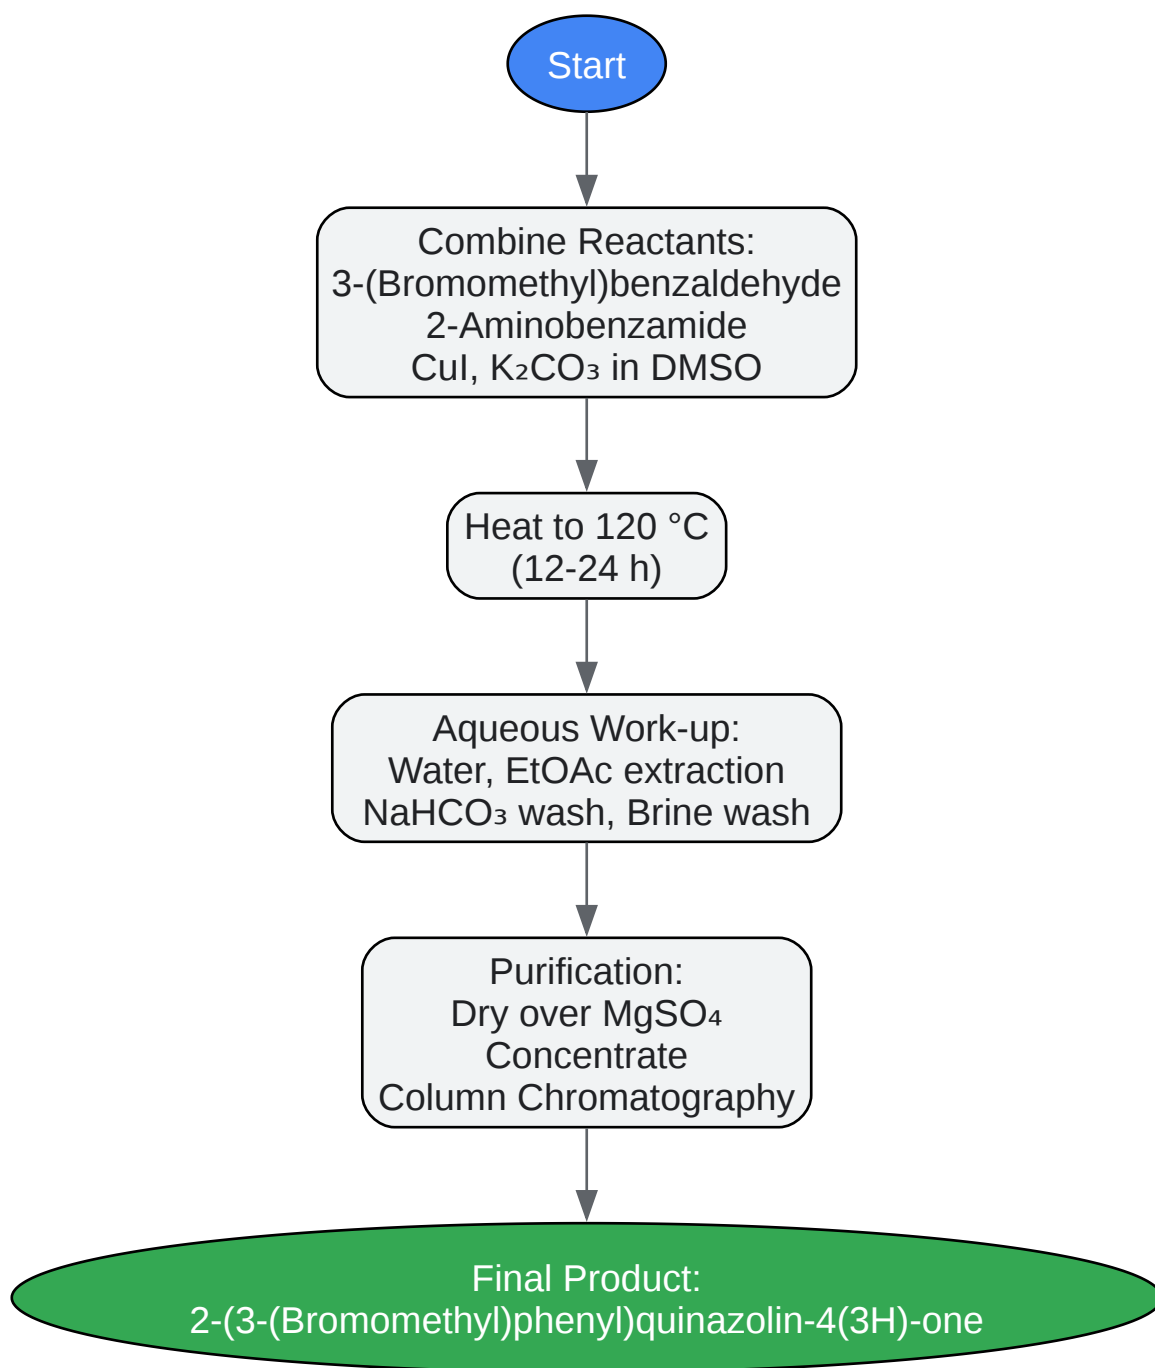 Start
Combine Reactants:
3-(Bromomethyl)benzaldehyde
2-Aminobenzamide
CuI, K₂CO₃ in DMSO
Heat to 120 °C
(12-24 h)
Aqueous Work-up:
Water, EtOAc extraction
NaHCO₃ wash, Brine wash
Purification:
Dry over MgSO₄
Concentrate
Column Chromatography
Final Product:
2-(3-(Bromomethyl)phenyl)quinazolin-4(3H)-one